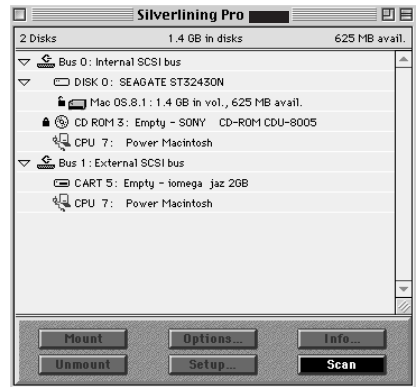 Silverlining Pro
2 Disks 1.4 GB in disks 625 MB avail.
Bus 0: Internal SCSI bus
DISK 0: SEAGATE ST32430N
Mac OS.8.1 : 1.4 GB in vol., 625 MB avail.
CD ROM 3: Empty - SONY CD-ROM CDU-8005
CPU 7: Power Macintosh
Bus 1: External SCSI bus
CART 5: Empty - iomega jaz 2GB
CPU 7: Power Macintosh
Mount Options... Info...
Unmount Setup... Scan